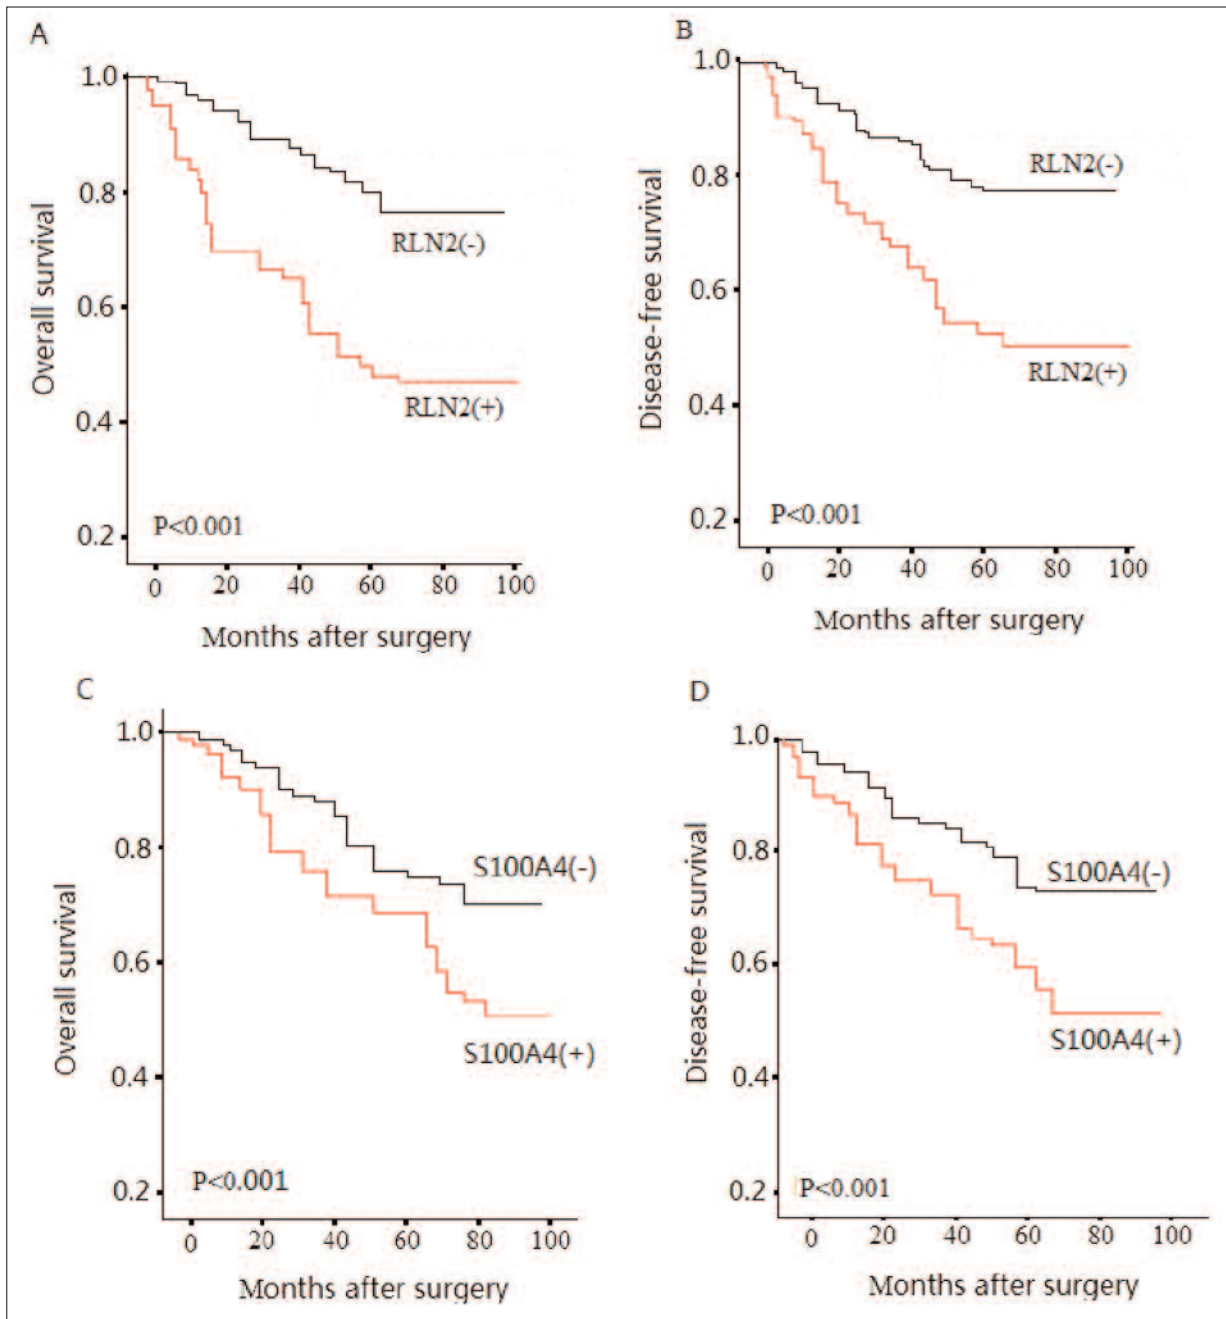 A
1.0
0.8
0.6
0.4
0.2
Overall survival
RLN2(-)
RLN2(+)
P<0.001
0 20 40 60 80 100
Months after surgery
B
1.0
0.8
0.6
0.4
0.2
Disease-free survival
RLN2(-)
RLN2(+)
P<0.001
0 20 40 60 80 100
Months after surgery
C
1.0
0.8
0.6
0.4
0.2
Overall survival
S100A4(-)
S100A4(+)
P<0.001
0 20 40 60 80 100
Months after surgery
D
1.0
0.8
0.6
0.4
0.2
Disease-free survival
S100A4(-)
S100A4(+)
P<0.001
0 20 40 60 80 100
Months after surgery